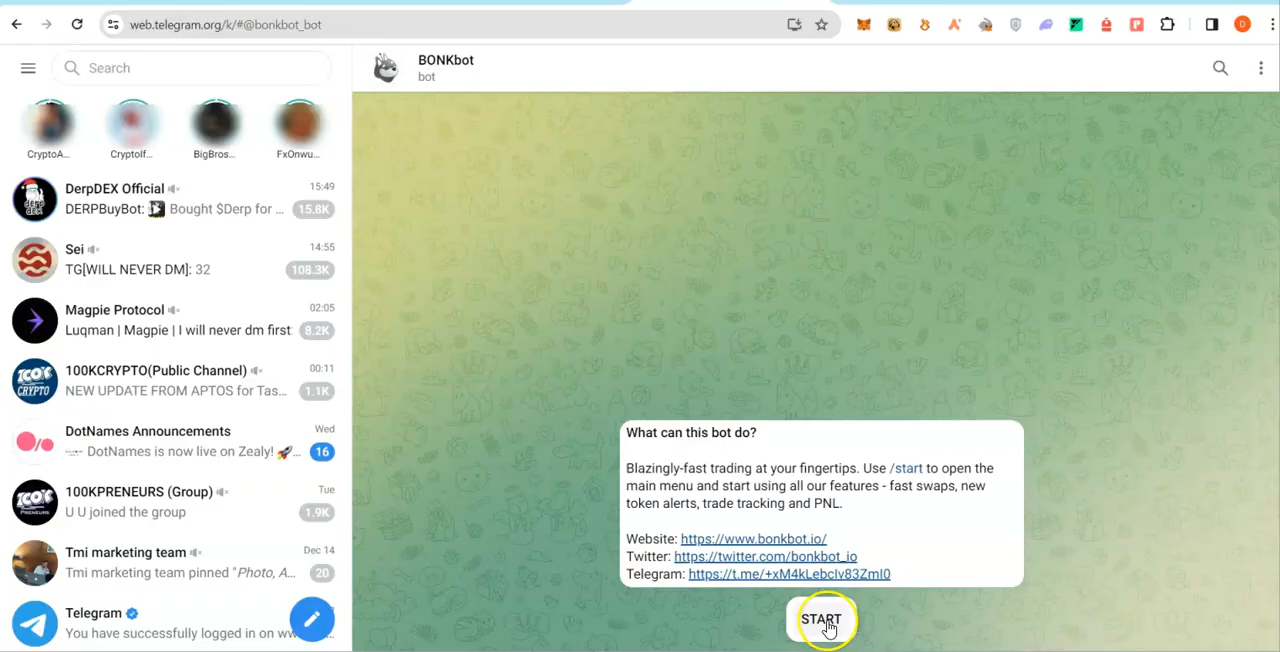 web.telegram.org/k/#@bonkbot_bot
D
Search
CryptoA...
CryptoIf...
BigBros...
FxOnwu...
DerpDEX Official
15:49
DERPBuyBot: Bought $Derp for ...
15.8K
Sei
14:55
TG[WILL NEVER DM]: 32
108.3K
Magpie Protocol
02:05
Luqman | Magpie | I will never dm first:
8.2K
100KCRYPTO(Public Channel)
00:11
NEW UPDATE FROM APTOS for Tas...
1.1K
DotNames Announcements
Wed
DotNames is now live on Zealy! 🚀...
16
100KPRENEURS (Group)
Tue
U U joined the group
1.9K
Tmi marketing team
Dec 14
Tmi marketing team pinned "Photo, A...
20
Telegram
You have successfully logged in on ww
BONKbot
bot
What can this bot do?
Blazingly-fast trading at your fingertips. Use /start to open the
main menu and start using all our features - fast swaps, new
token alerts, trade tracking and PNL.
Website: https://www.bonkbot.io/
Twitter: https://twitter.com/bonkbot_io
Telegram: https://t.me/+xM4kLebcIv83ZmI0
START